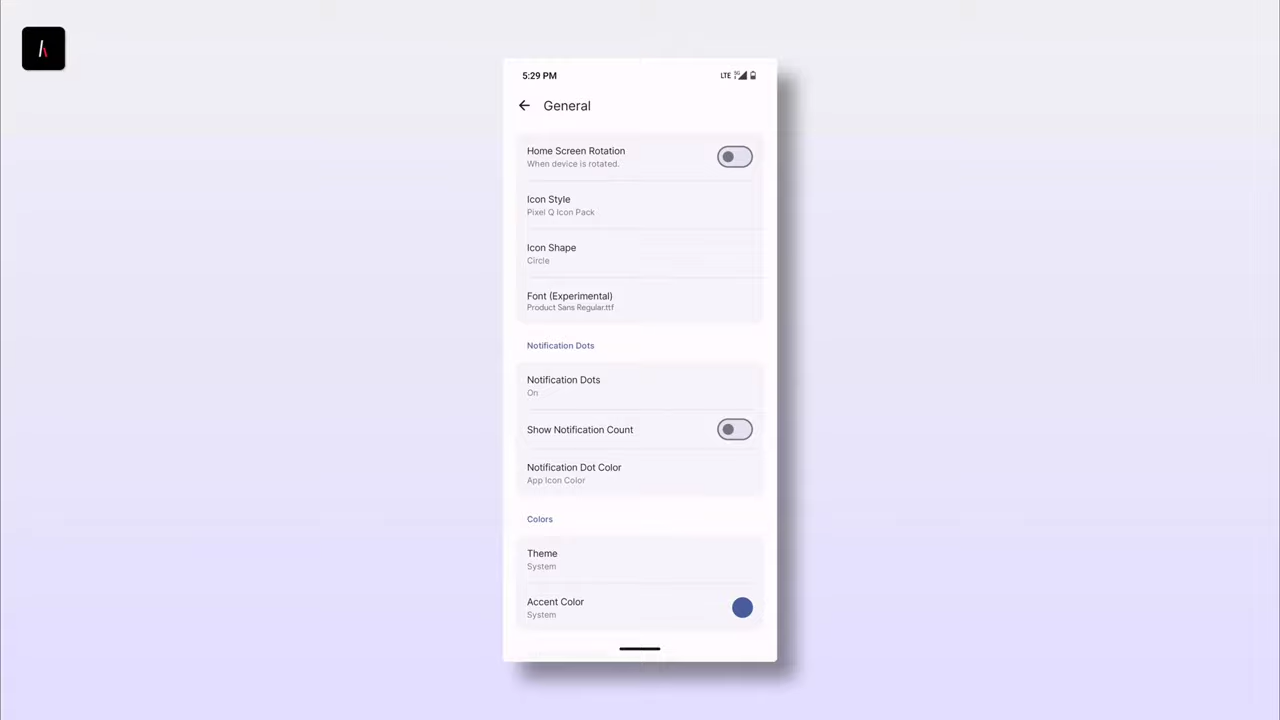 5:29 PM
LTE
General
Home Screen Rotation
When device is rotated.
Icon Style
Pixel Q Icon Pack
Icon Shape
Circle
Font (Experimental)
Product Sans Regular.ttf
Notification Dots
Notification Dots
On
Show Notification Count
Notification Dot Color
App Icon Color
Colors
Theme
System
Accent Color
System